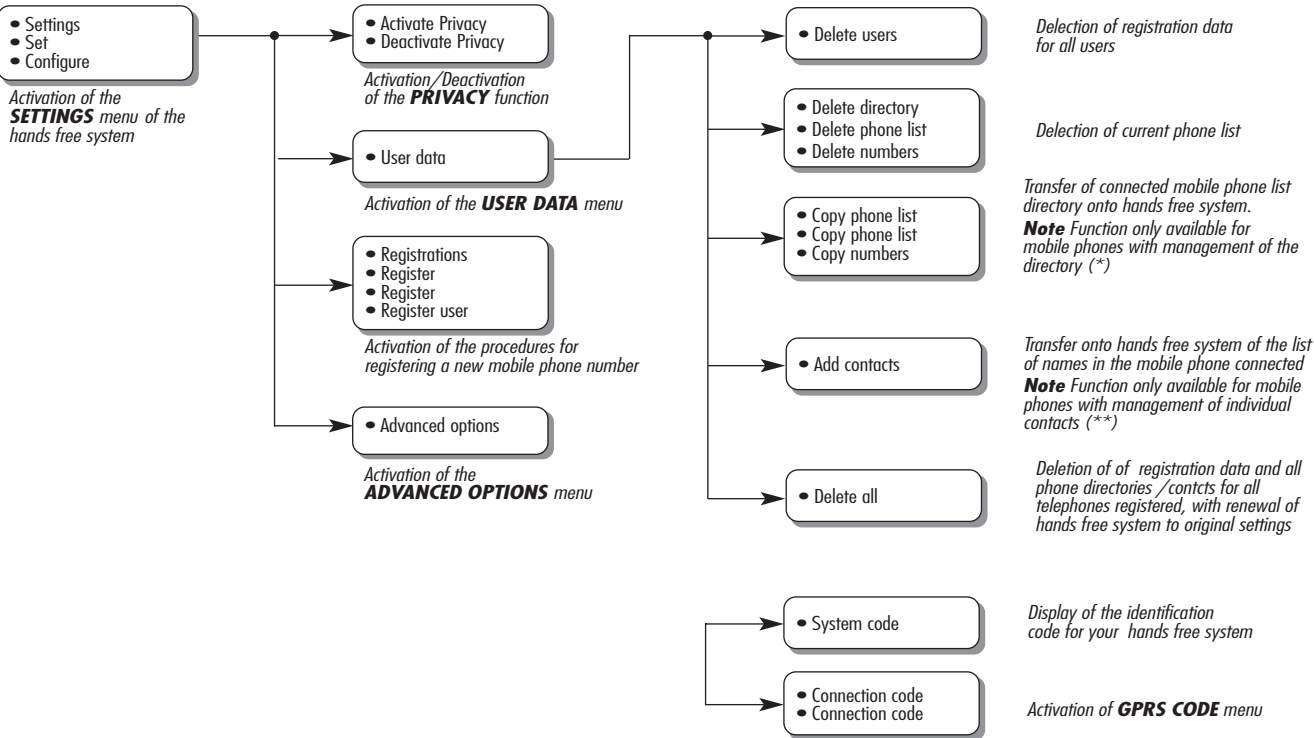 • Settings
• Set
• Configure
Activation of the
SETTINGS menu of the
hands free system
• Activate Privacy
• Deactivate Privacy
Activation/Deactivation
of the PRIVACY function
• User data
Activation of the USER DATA menu
• Registrations
• Register
• Register
• Register user
Activation of the procedures for
registering a new mobile phone number
• Advanced options
Activation of the
ADVANCED OPTIONS menu
• Delete users
Delection of registration data
for all users
• Delete directory
• Delete phone list
• Delete numbers
Delection of current phone list
• Copy phone list
• Copy phone list
• Copy numbers
Transfer of connected mobile phone list
directory onto hands free system.
Note Function only available for
mobile phones with management of the
directory (*)
• Add contacts
Transfer onto hands free system of the list
of names in the mobile phone connected
Note Function only available for mobile
phones with management of individual
contacts (**)
• Delete all
Deletion of of registration data and all
phone directories /contcts for all
telephones registered, with renewal of
hands free system to original settings
• System code
Display of the identification
code for your hands free system
• Connection code
• Connection code
Activation of GPRS CODE menu